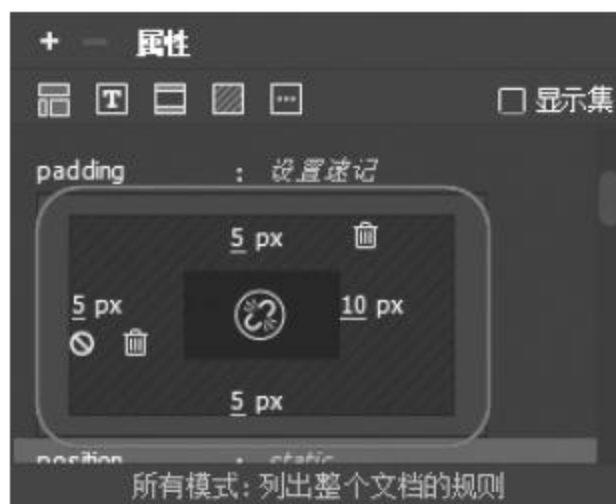 + − 属性
T 显示集
padding : 设置速记
5 px
5 px 10 px
5 px
position : static
所有模式: 列出整个文档的规则